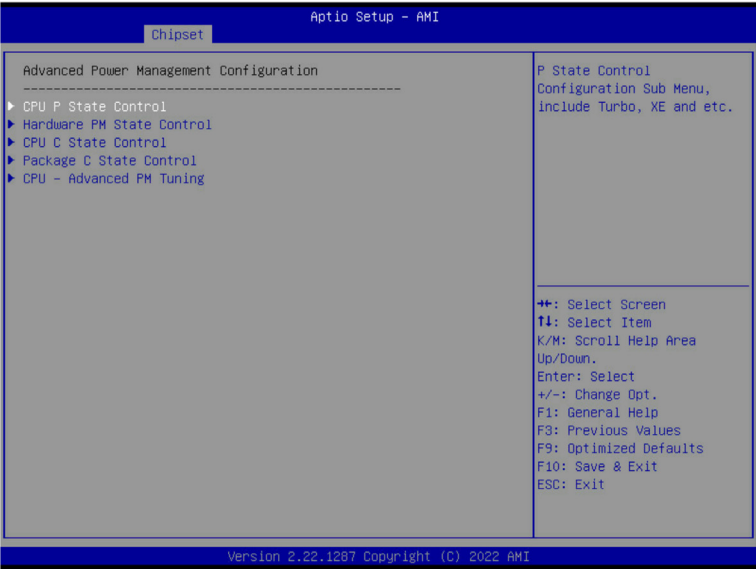 Aptio Setup – AMI
Chipset
Advanced Power Management Configuration
------------------------------------------------------------
CPU P State Control
Hardware PM State Control
CPU C State Control
Package C State Control
CPU – Advanced PM Tuning
P State Control
Configuration Sub Menu,
include Turbo, XE and etc.
→←: Select Screen
↑↓: Select Item
K/M: Scroll Help Area
Up/Down.
Enter: Select
+/-: Change Opt.
F1: General Help
F3: Previous Values
F9: Optimized Defaults
F10: Save & Exit
ESC: Exit
Version 2.22.1287 Copyright (C) 2022 AMI